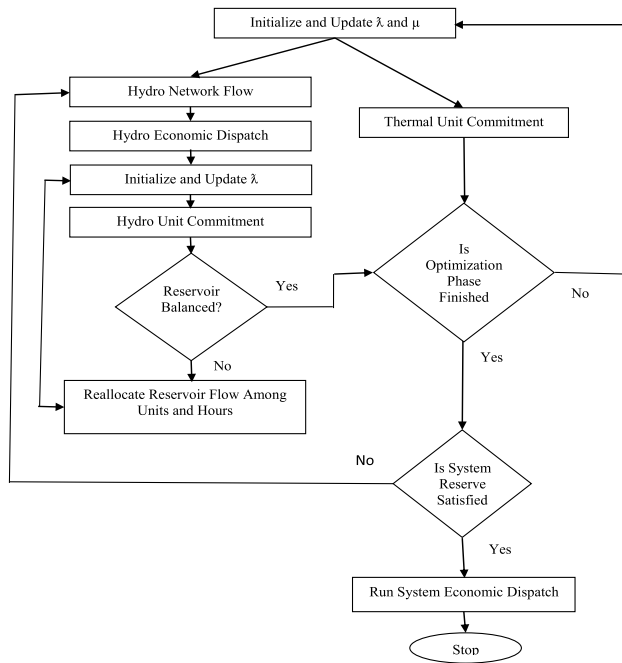 Initialize and Update ƛ and µ
Hydro Network Flow
Hydro Economic Dispatch
Initialize and Update ƛ
Hydro Unit Commitment
Reservoir
Balanced?
Yes
No
Reallocate Reservoir Flow Among
Units and Hours
Thermal Unit Commitment
Is
Optimization
Phase
Finished
No
Yes
Is System
Reserve
Satisfied
No
Yes
Run System Economic Dispatch
Stop